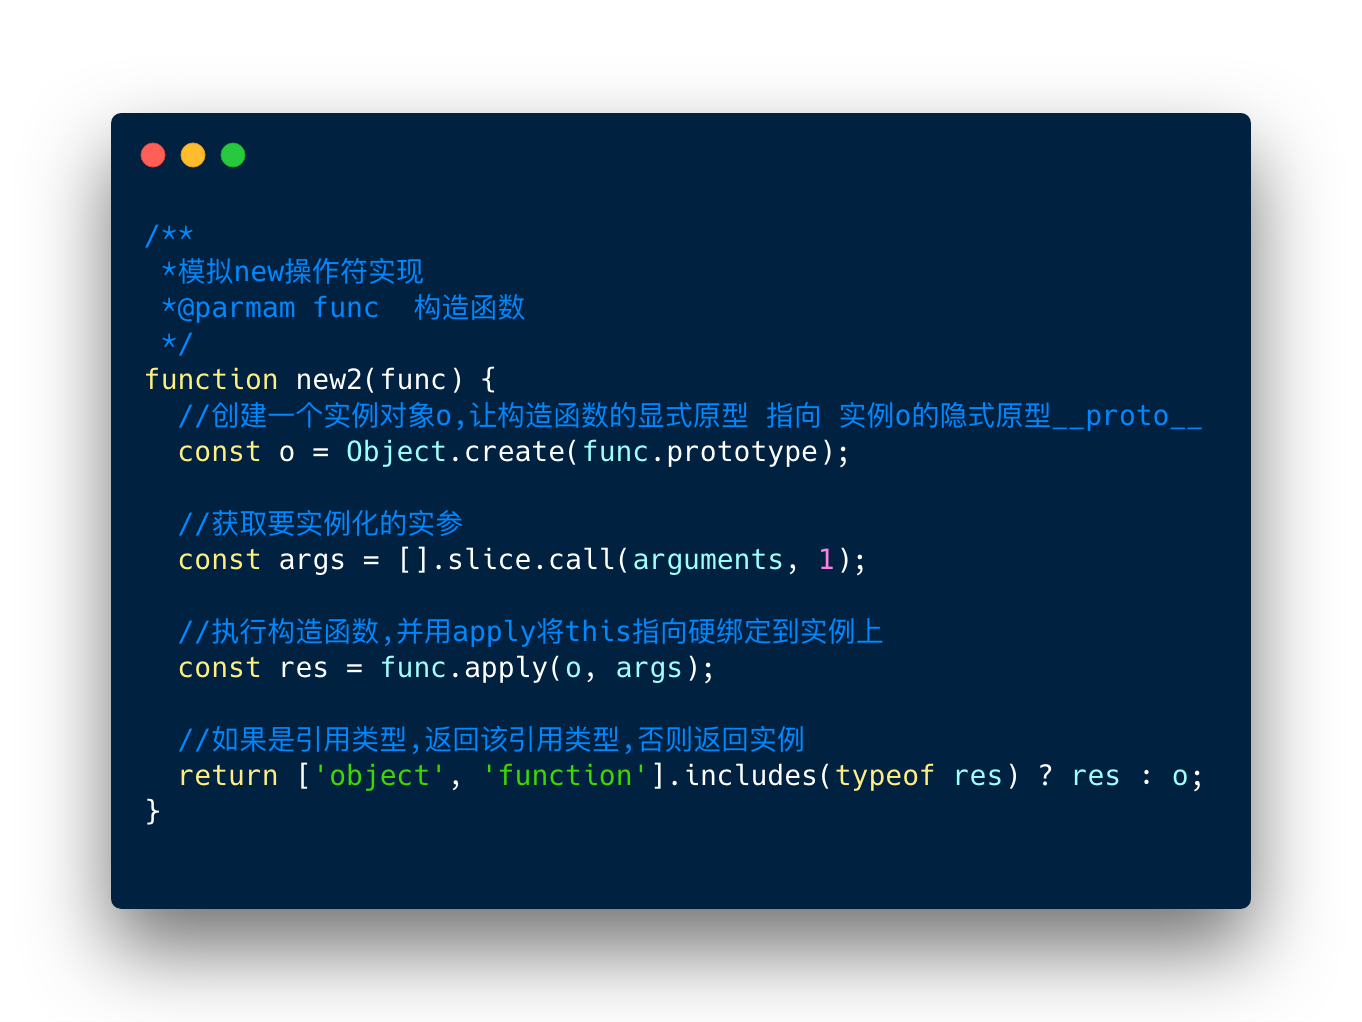 /**
 *模拟new操作符实现
 *@parmam func  构造函数
 */
function new2(func) {
  //创建一个实例对象o,让构造函数的显式原型 指向 实例o的隐式原型__proto__
  const o = Object.create(func.prototype);

  //获取要实例化的实参
  const args = [].slice.call(arguments, 1);

  //执行构造函数,并用apply将this指向硬绑定到实例上
  const res = func.apply(o, args);

  //如果是引用类型,返回该引用类型,否则返回实例
  return ['object', 'function'].includes(typeof res) ? res : o;
}